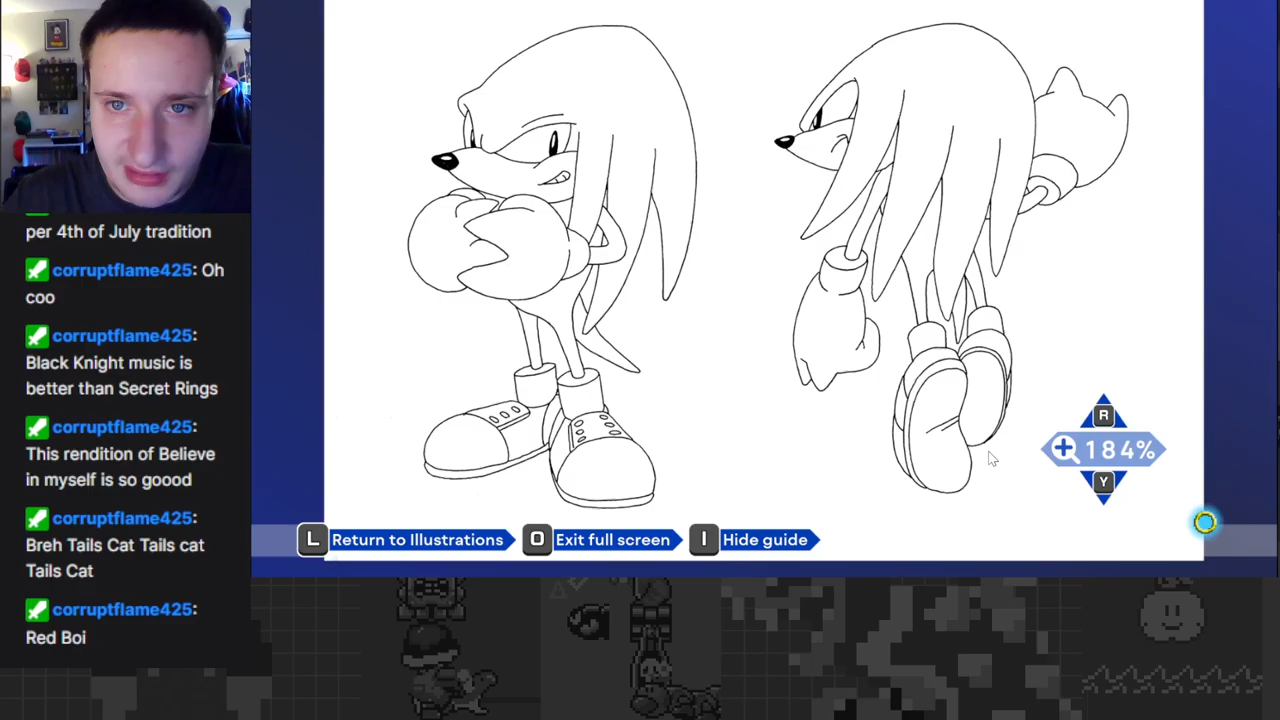 per 4th of July tradition
corruptflame425: Oh
coo
corruptflame425:
Black Knight music is
better than Secret Rings
corruptflame425:
This rendition of Believe
in myself is so goood
corruptflame425:
Breh Tails Cat Tails cat
Tails Cat
corruptflame425:
Red Boi
R
184%
Y
L Return to Illustrations
O Exit full screen
I Hide guide